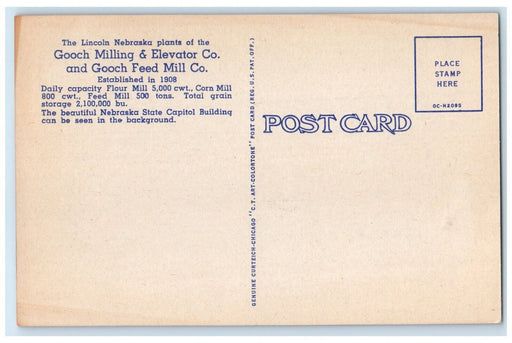 The Lincoln Nebraska plants of the
Gooch Milling & Elevator Co.
and Gooch Feed Mill Co.
Established in 1908
Daily capacity Flour Mill 5,000 cwt., Corn Mill
800 cwt., Feed Mill 500 tons. Total grain
storage 2,100,000 bu.
The beautiful Nebraska State Capitol Building
can be seen in the background.
GENUINE CURTEICH-CHICAGO "C.T. ART-COLORTONE" POST CARD (REG. U.S. PAT. OFF.)
POST CARD
PLACE
STAMP
HERE
0C-H2095